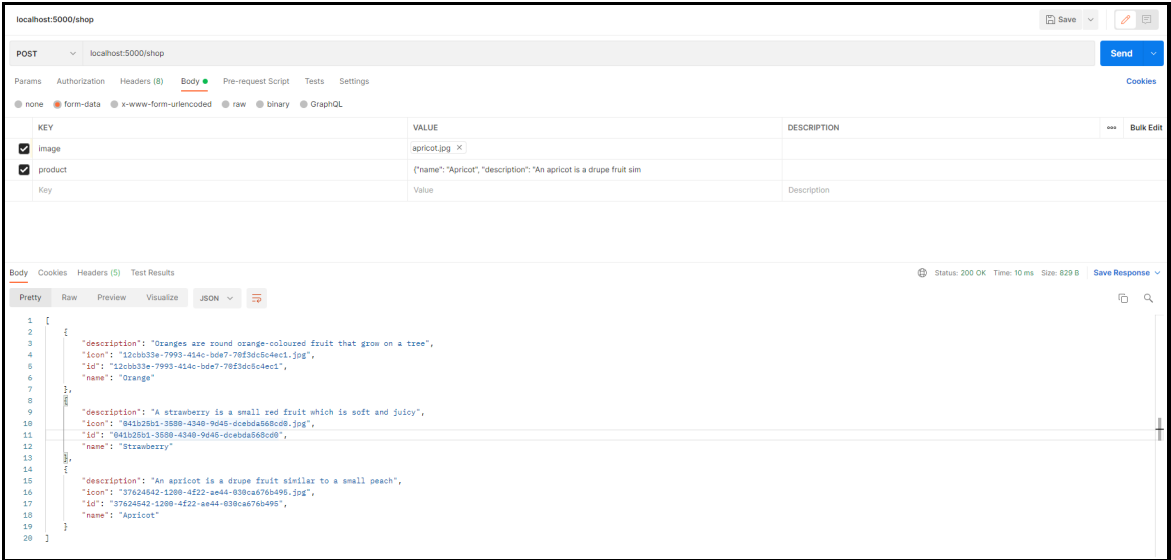 localhost:5000/shop Save
POST localhost:5000/shop Send
Params Authorization Headers (8) Body Pre-request Script Tests Settings Cookies
none form-data x-www-form-urlencoded raw binary GraphQL
KEY VALUE DESCRIPTION Bulk Edit
image apricot.jpg
product {"name": "Apricot", "description": "An apricot is a drupe fruit sim
Key Value Description
Body Cookies Headers (5) Test Results Status: 200 OK Time: 10 ms Size: 829 B Save Response
Pretty Raw Preview Visualize JSON
1 [
2 {
3 "description": "Oranges are round orange-coloured fruit that grow on a tree",
4 "icon": "12cbb33e-7993-414c-bde7-70f3dc5c4ec1.jpg",
5 "id": "12cbb33e-7993-414c-bde7-70f3dc5c4ec1",
6 "name": "Orange"
7 },
8 {
9 "description": "A strawberry is a small red fruit which is soft and juicy",
10 "icon": "041b25b1-3580-4340-9d45-dcebda568cd0.jpg",
11 "id": "041b25b1-3580-4340-9d45-dcebda568cd0",
12 "name": "Strawberry"
13 },
14 {
15 "description": "An apricot is a drupe fruit similar to a small peach",
16 "icon": "37624542-1200-4f22-ae44-030ca676b495.jpg",
17 "id": "37624542-1200-4f22-ae44-030ca676b495",
18 "name": "Apricot"
19 }
20 ]